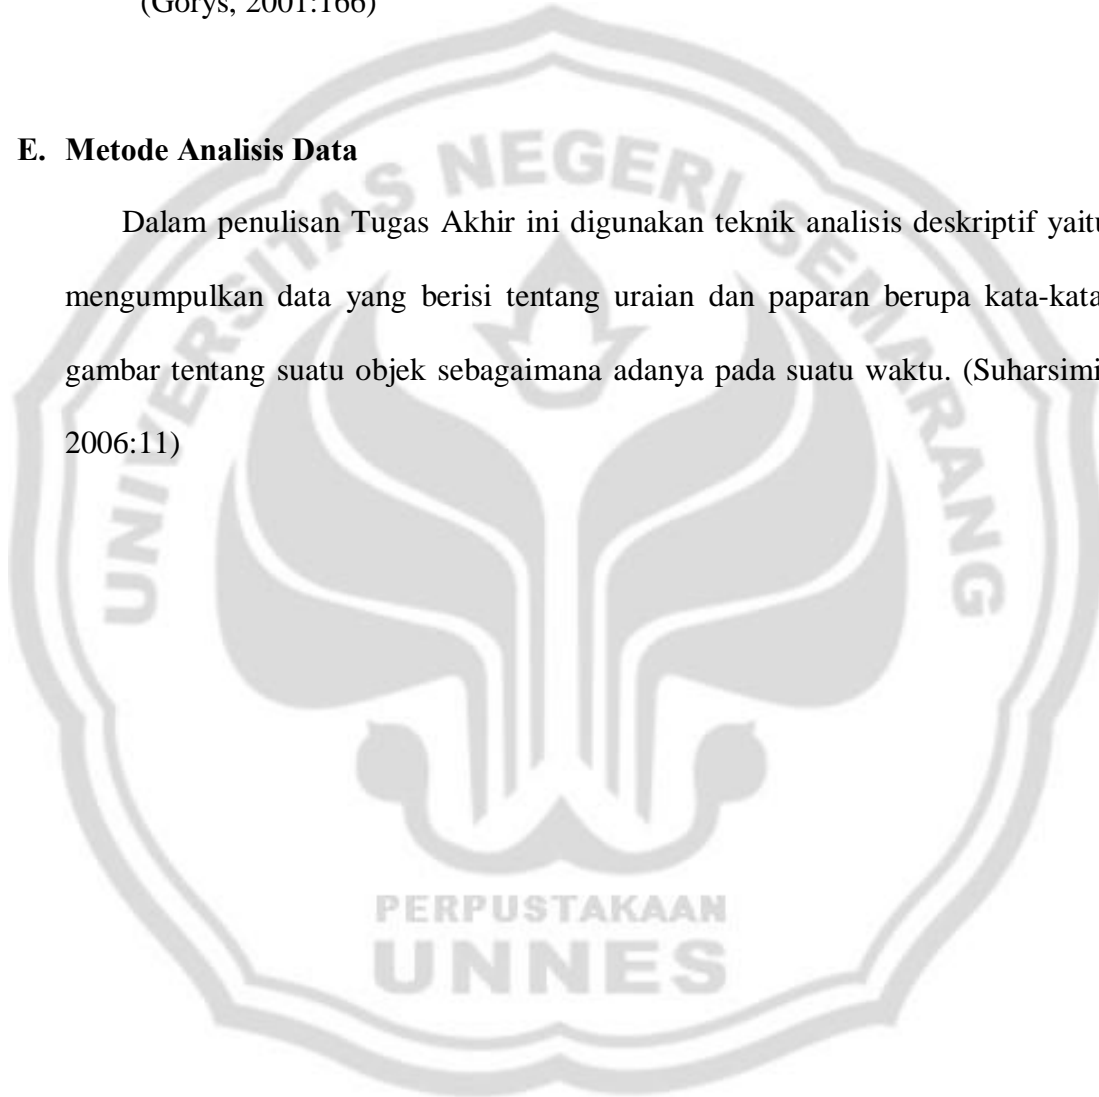 (Gorys, 2001:166)
E. Metode Analisis Data
Dalam penulisan Tugas Akhir ini digunakan teknik analisis deskriptif yaitu
mengumpulkan data yang berisi tentang uraian dan paparan berupa kata-kata
gambar tentang suatu objek sebagaimana adanya pada suatu waktu. (Suharsimi
2006:11)
UNIVERSITAS NEGERI SEMARANG
PERPUSTAKAAN
UNNES